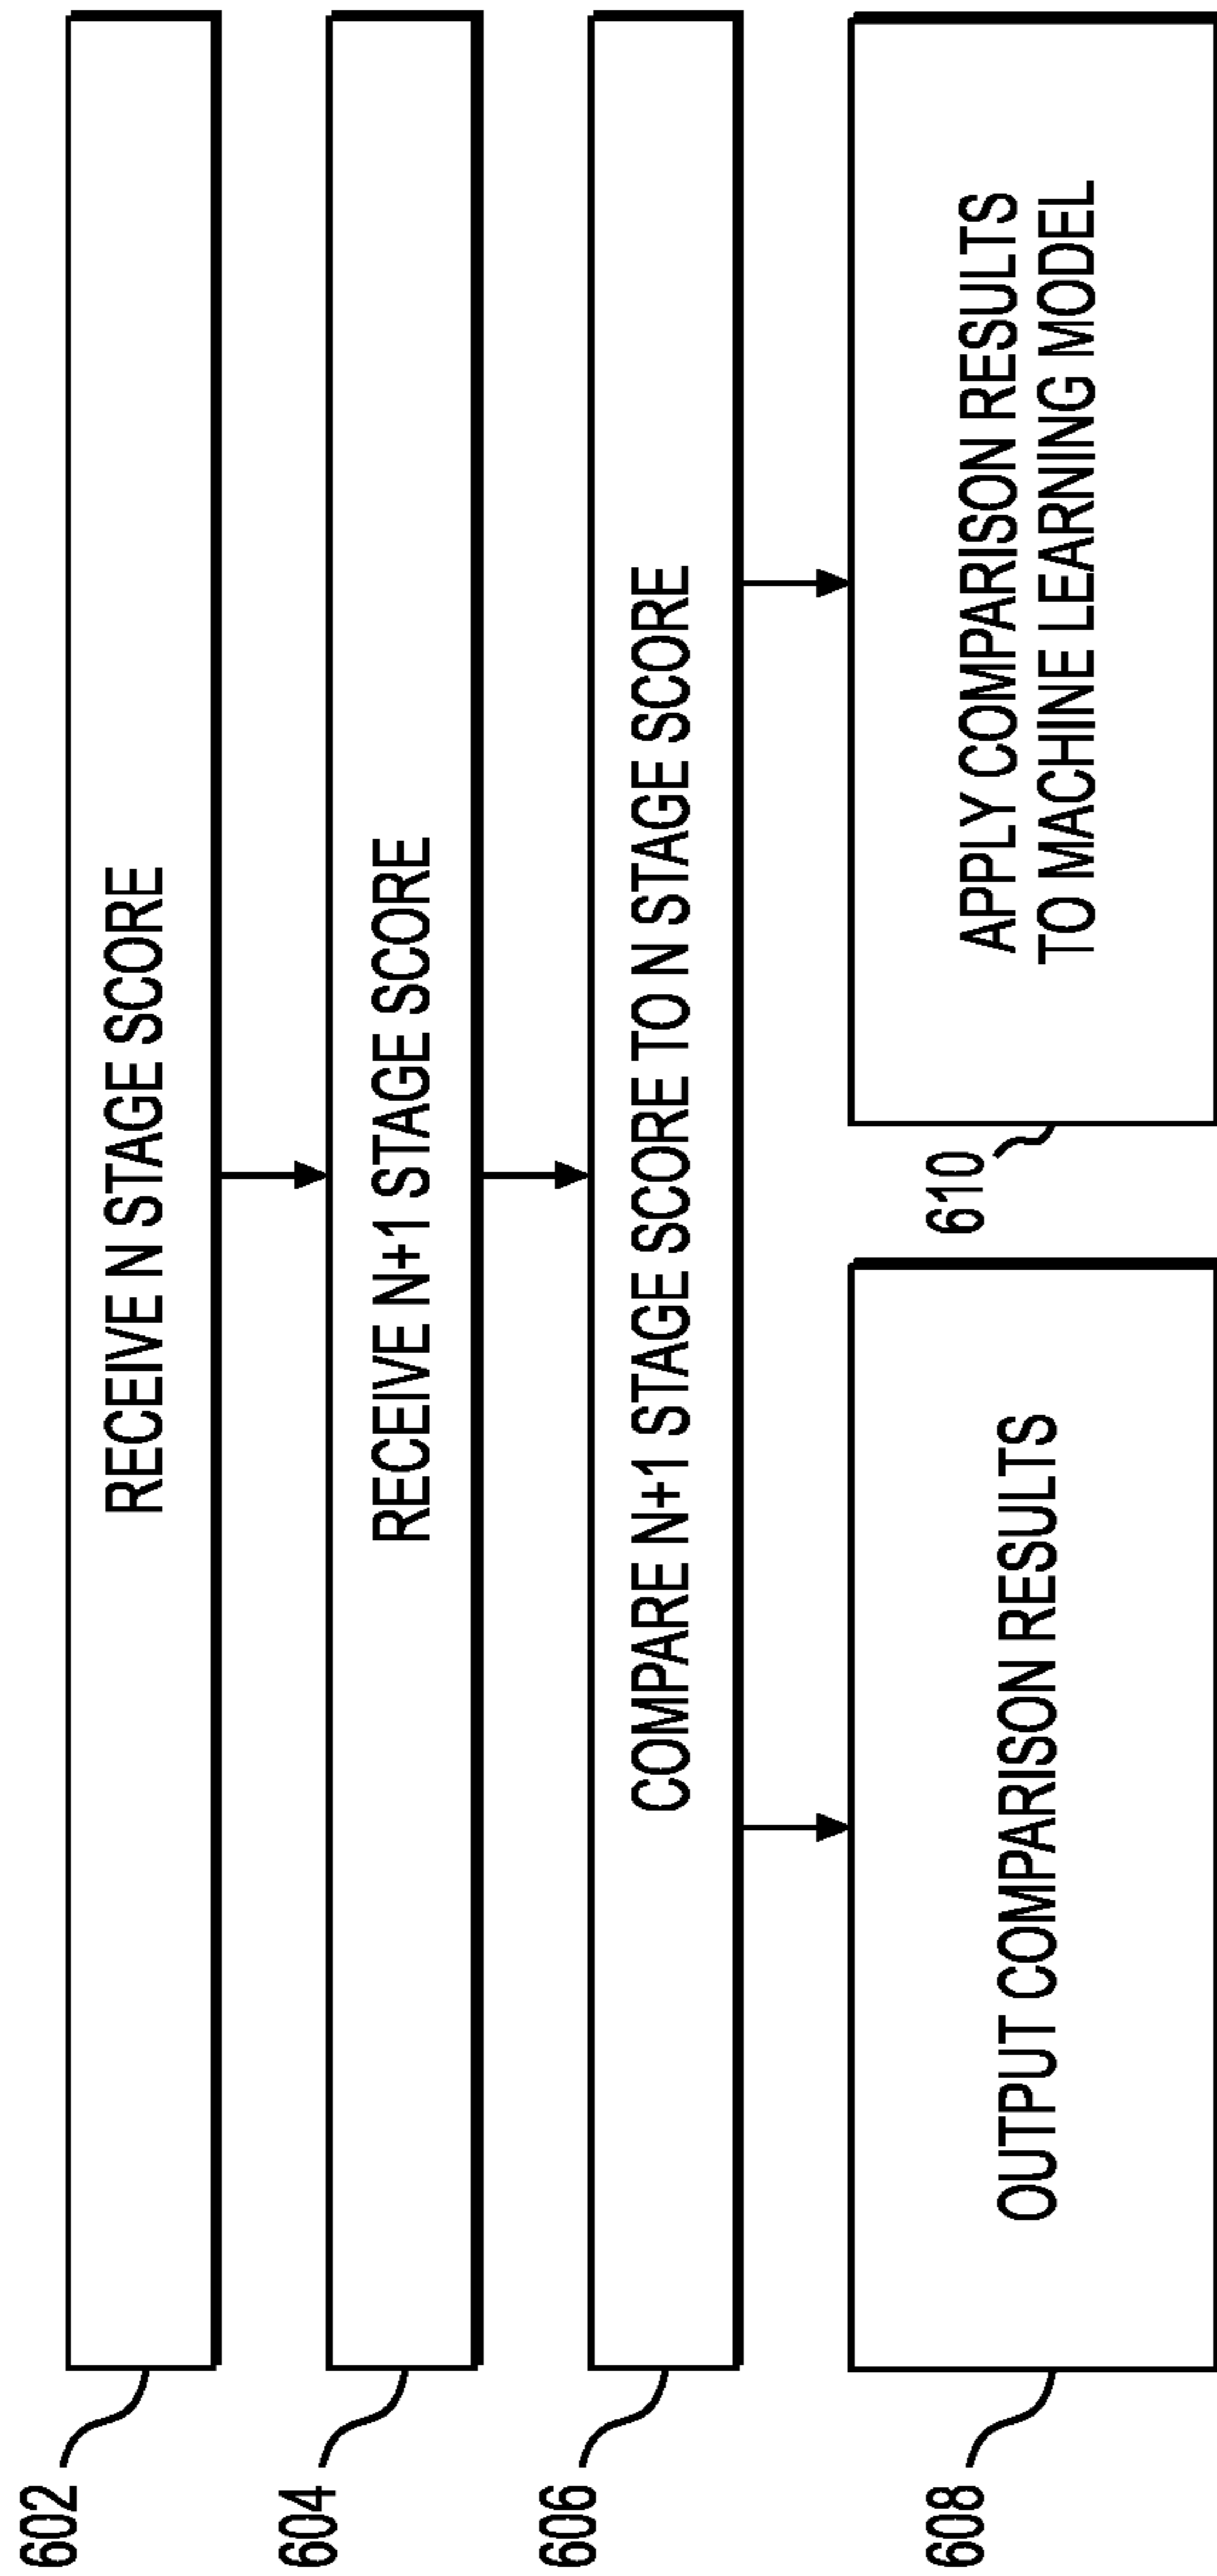 602
RECEIVE N STAGE SCORE
604
RECEIVE N+1 STAGE SCORE
606
COMPARE N+1 STAGE SCORE TO N STAGE SCORE
608
OUTPUT COMPARISON RESULTS
610
APPLY COMPARISON RESULTS
TO MACHINE LEARNING MODEL